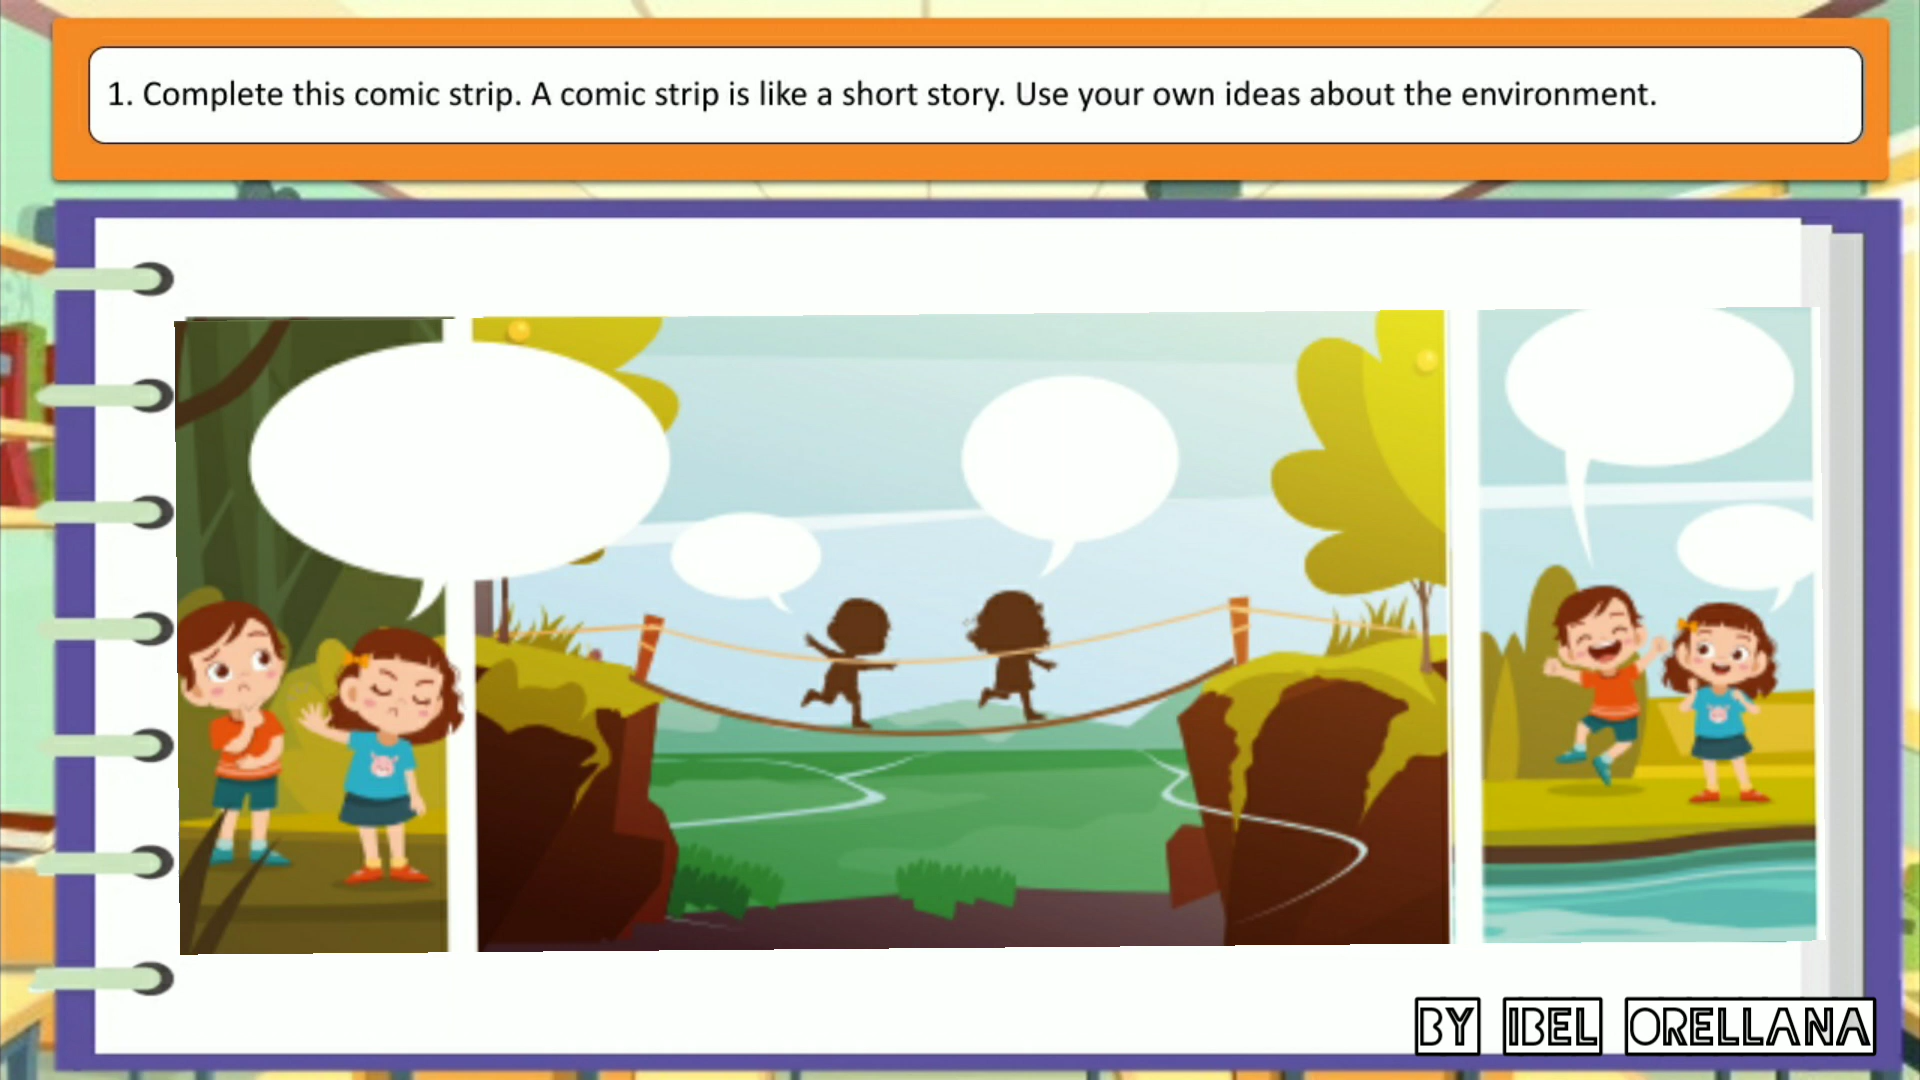 1. Complete this comic strip. A comic strip is like a short story. Use your own ideas about the environment.
BY IBEL ORELLANA